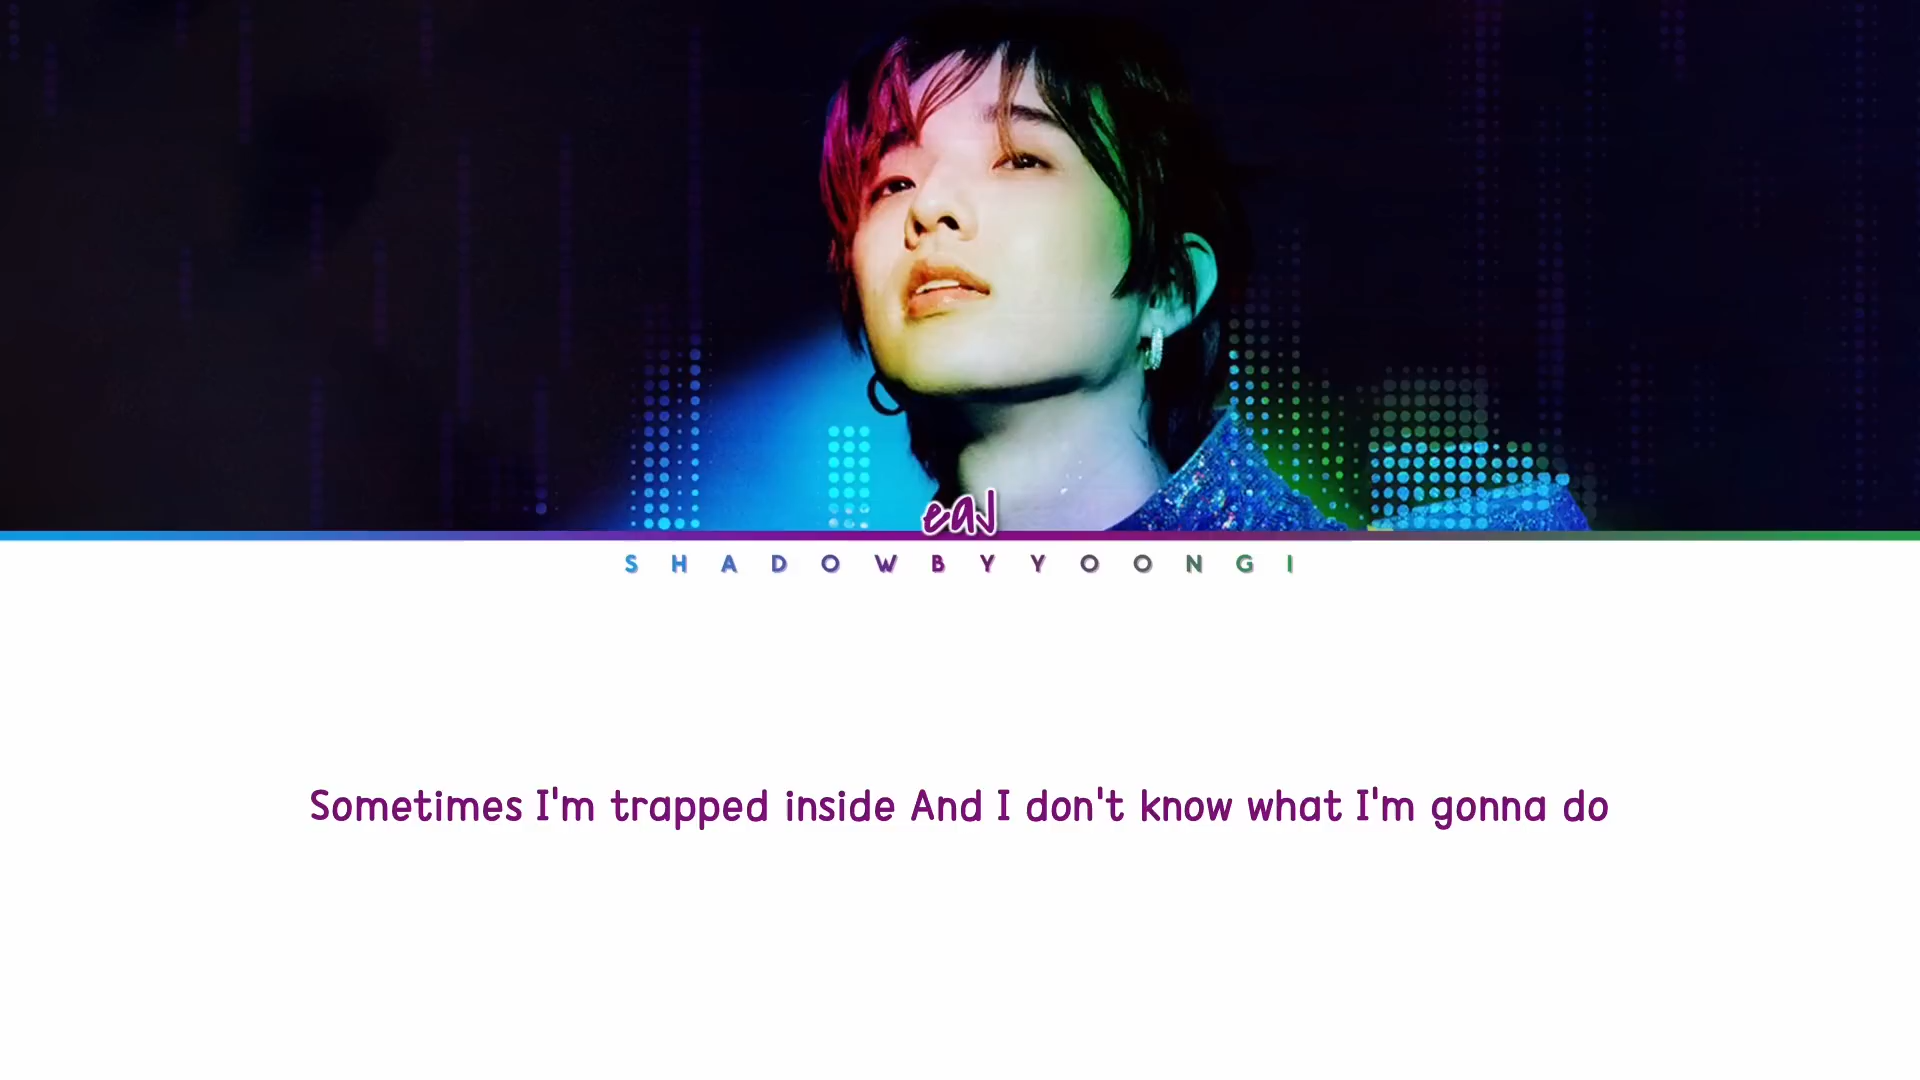 eaJ
SHADOWBYYOONGI
Sometimes I'm trapped inside And I don't know what I'm gonna do